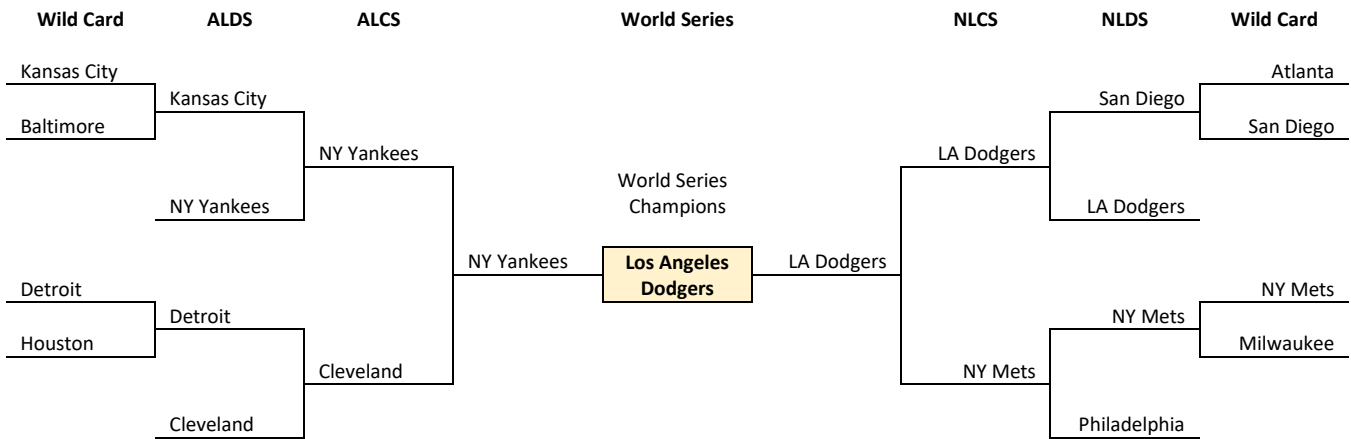 Wild Card ALDS ALCS World Series NLCS NLDS Wild Card
Kansas City Atlanta
Kansas City San Diego
Baltimore San Diego
NY Yankees LA Dodgers
World Series
Champions
NY Yankees LA Dodgers
NY Yankees Los Angeles LA Dodgers
Dodgers
Detroit NY Mets
Detroit NY Mets
Houston Milwaukee
Cleveland NY Mets
Cleveland Philadelphia